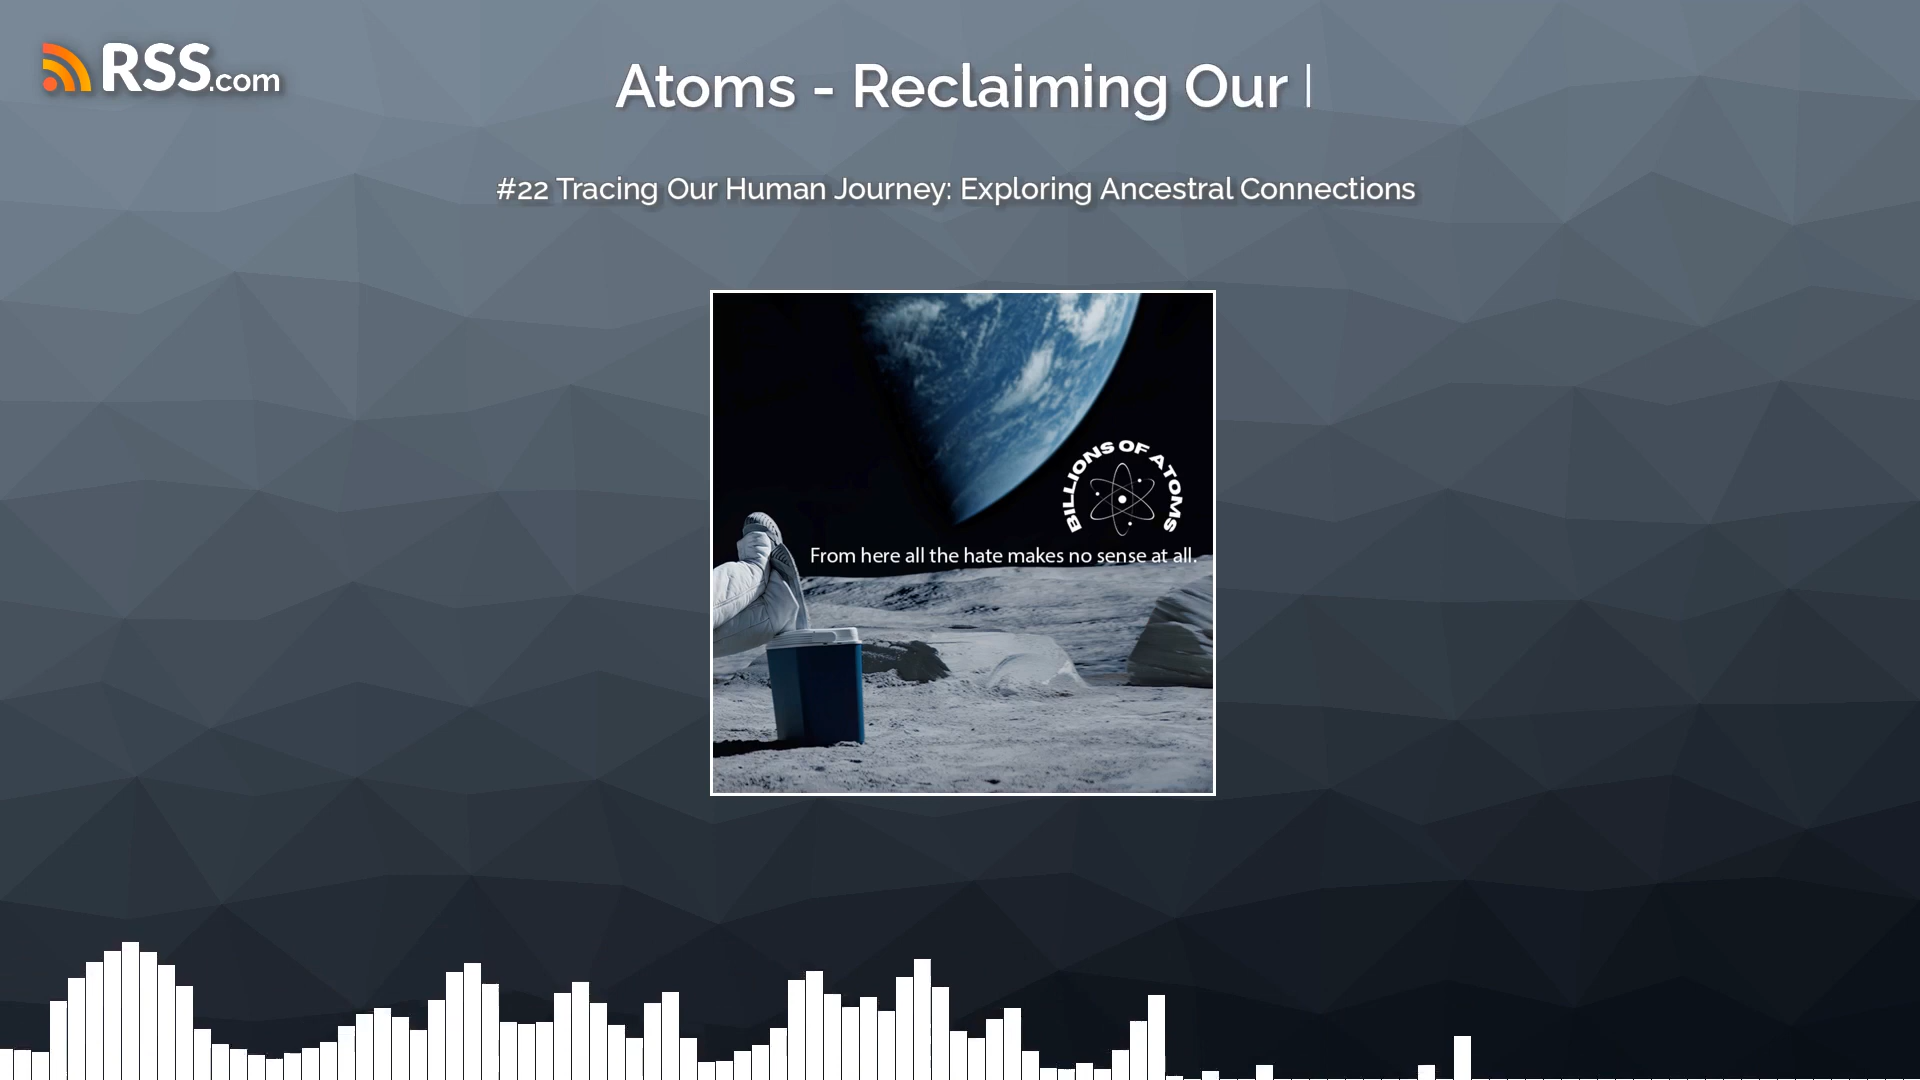 RSS.com
Atoms - Reclaiming Our |
#22 Tracing Our Human Journey: Exploring Ancestral Connections
BILLIONS OF ATOMS
From here all the hate makes no sense at all.